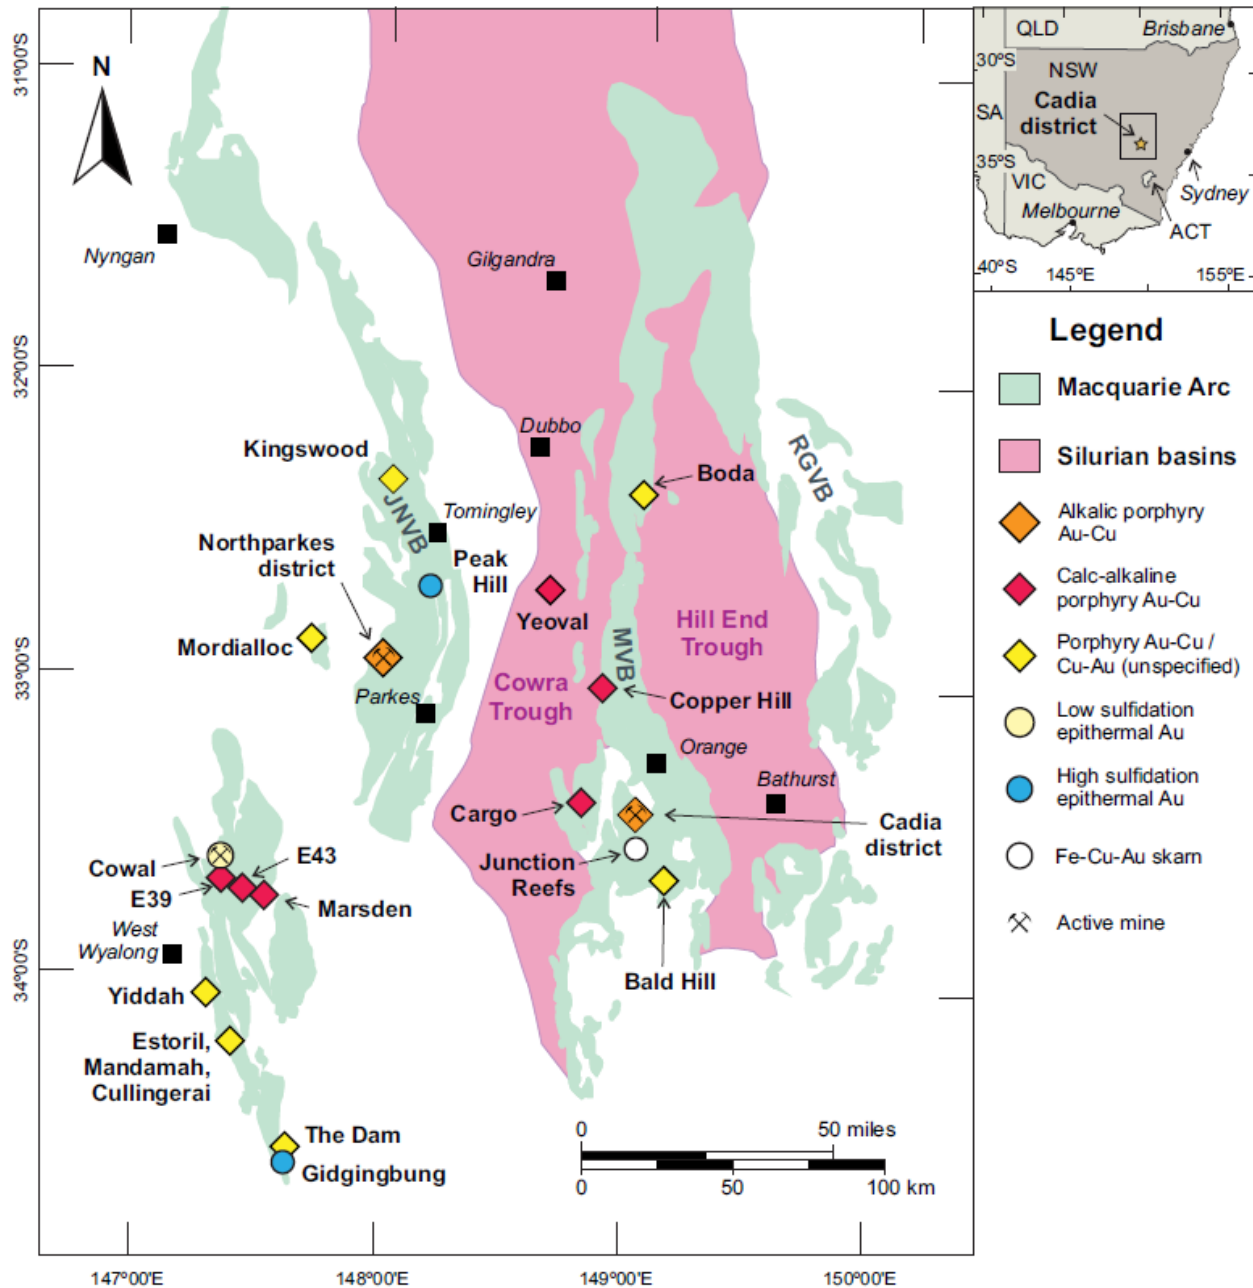 31°00'S
32°00'S
33°00'S
34°00'S
147°00'E
148°00'E
149°00'E
150°00'E
N
Nyngan
Gilgandra
Dubbo
Kingswood
JNVB
Tomingley
Northparkes
district
Peak
Hill
Boda
RGVB
Yeoval
Mordialloc
Hill End
Trough
MVB
Parkes
Cowra
Trough
Copper Hill
Orange
Bathurst
Cargo
Cadia
district
Junction
Reefs
Cowal
E43
E39
Marsden
West
Wyalong
Bald Hill
Yiddah
Estoril,
Mandamah,
Cullingerai
The Dam
Gidgingbung
0
50 miles
0
50
100 km
QLD
Brisbane
30°S
NSW
Cadia
district
SA
35°S
VIC
Sydney
Melbourne
ACT
40°S
145°E
155°E
Legend
Macquarie Arc
Silurian basins
Alkalic porphyry
Au-Cu
Calc-alkaline
porphyry Au-Cu
Porphyry Au-Cu /
Cu-Au (unspecified)
Low sulfidation
epithermal Au
High sulfidation
epithermal Au
Fe-Cu-Au skarn
Active mine